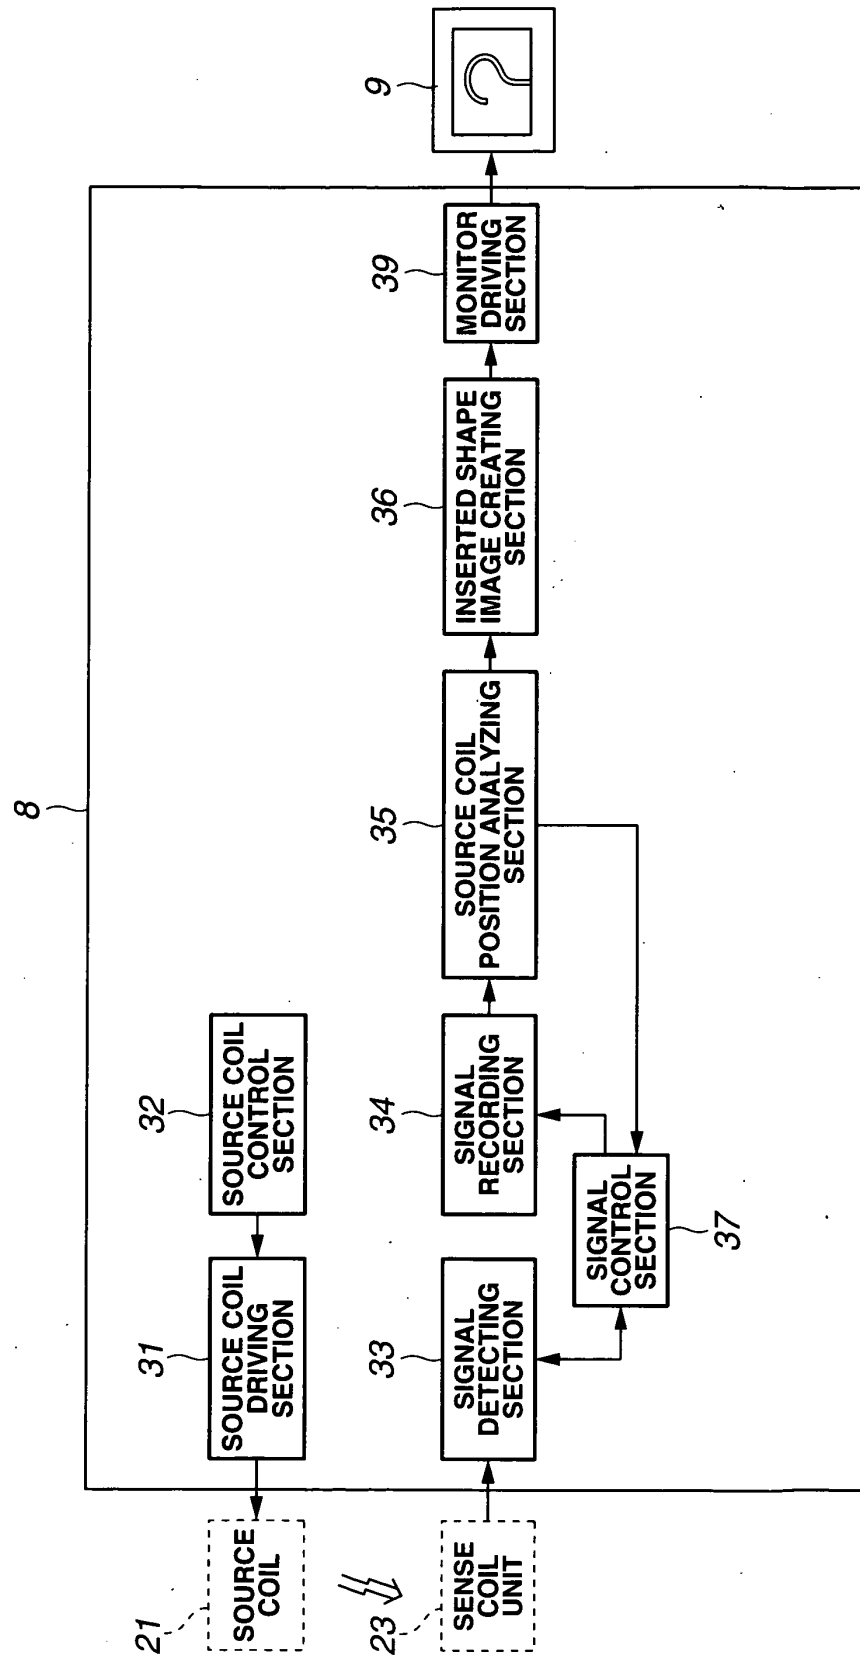 8
21
SOURCE
COIL
31
SOURCE COIL
DRIVING
SECTION
32
SOURCE COIL
CONTROL
SECTION
23
SENSE
COIL
UNIT
33
SIGNAL
DETECTING
SECTION
34
SIGNAL
RECORDING
SECTION
35
SOURCE COIL
POSITION ANALYZING
SECTION
36
INSERTED SHAPE
IMAGE CREATING
SECTION
39
MONITOR
DRIVING
SECTION
9
SIGNAL
CONTROL
SECTION
37